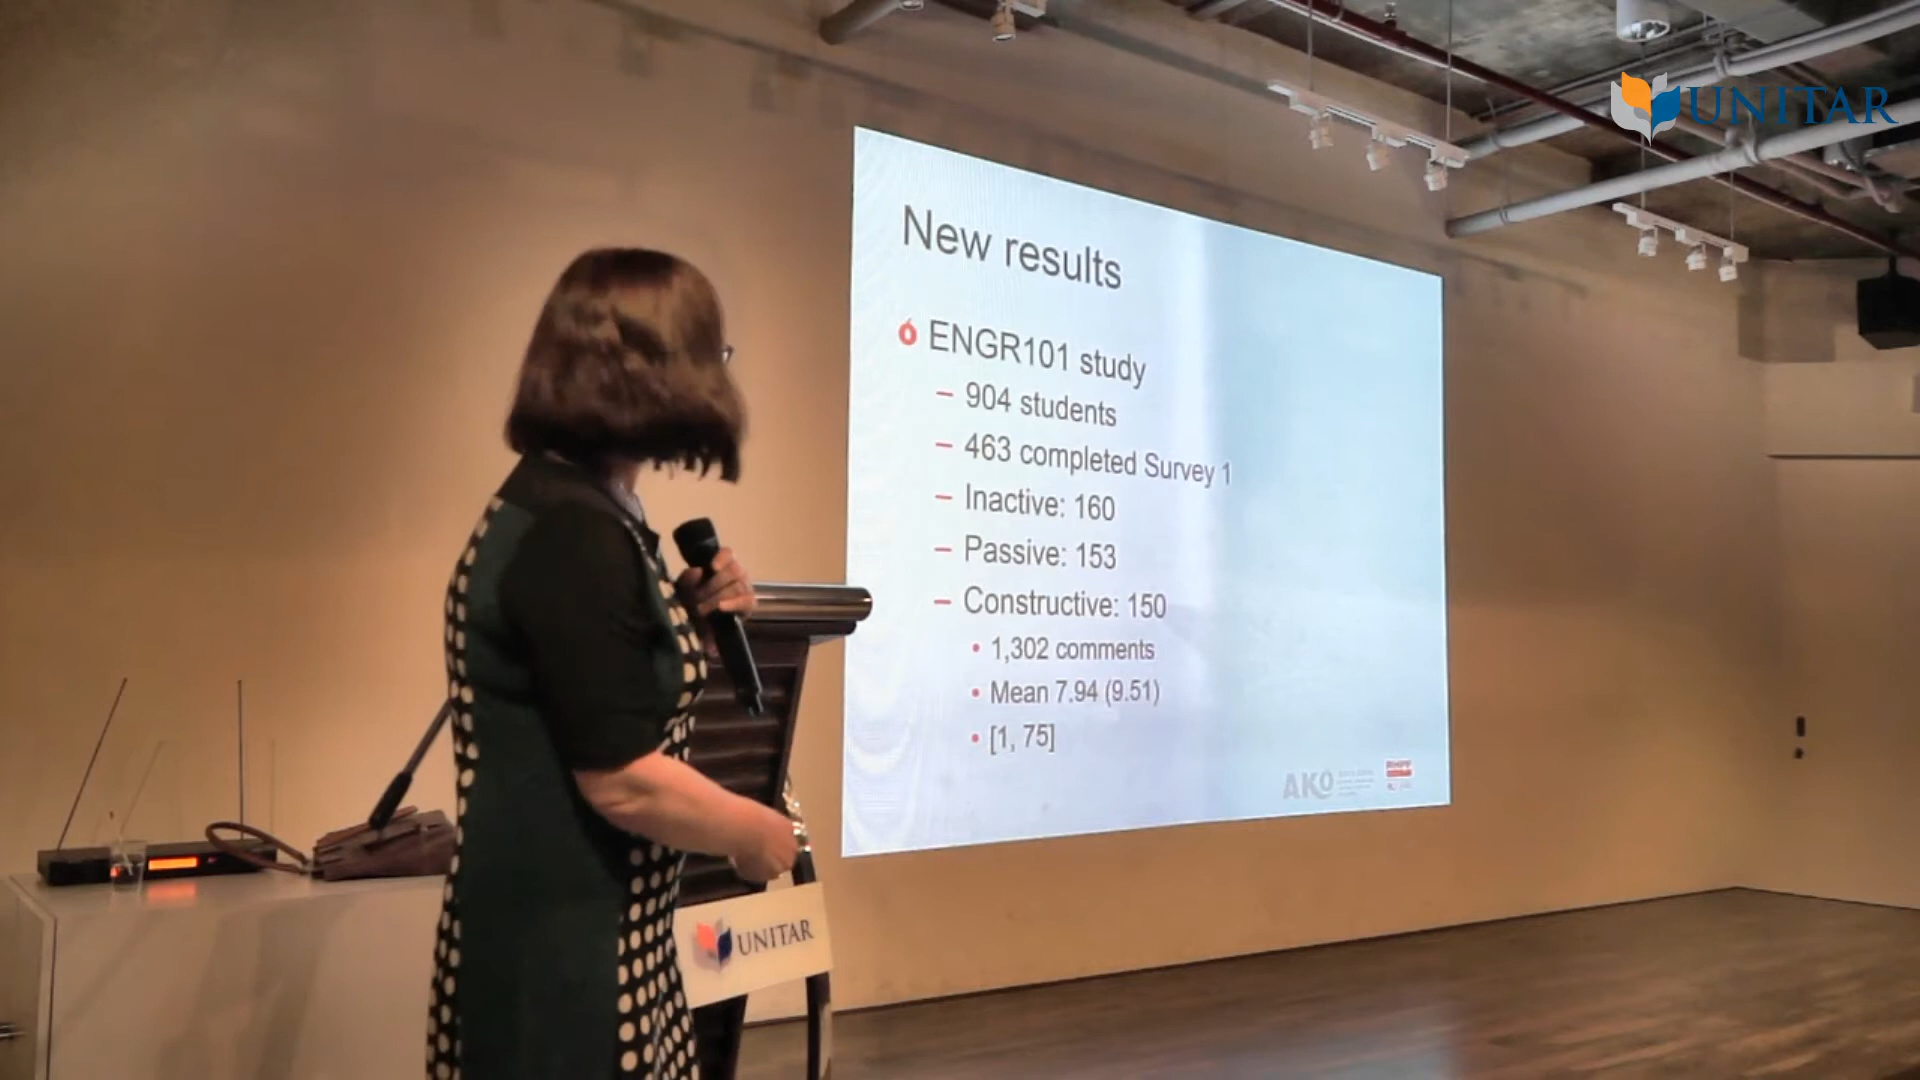 UNITAR
New results
ENGR101 study
– 904 students
– 463 completed Survey 1
– Inactive: 160
– Passive: 153
– Constructive: 150
• 1,302 comments
• Mean 7.94 (9.51)
• [1, 75]
AKO
UNITAR